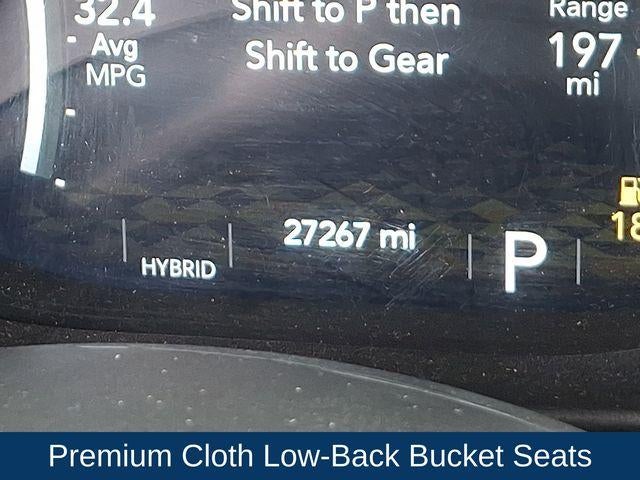 32.4
Avg
MPG
Shift to P then
Shift to Gear
Range
197
mi
18
HYBRID
27267 mi
P
Premium Cloth Low-Back Bucket Seats